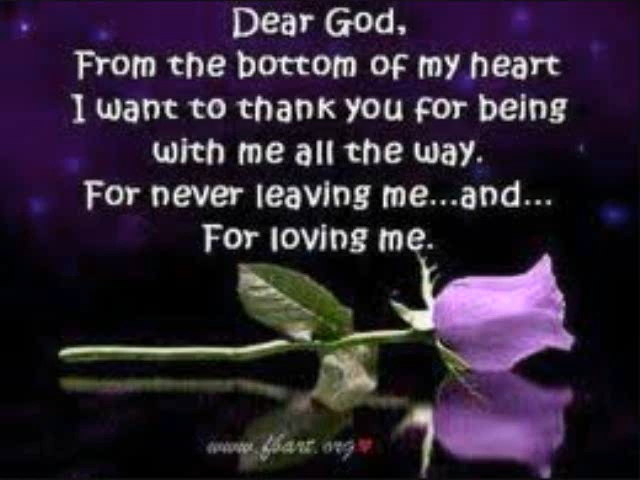 Dear God,
From the bottom of my heart
I want to thank you for being
with me all the way.
For never leaving me...and...
For loving me.
www.fbart.org